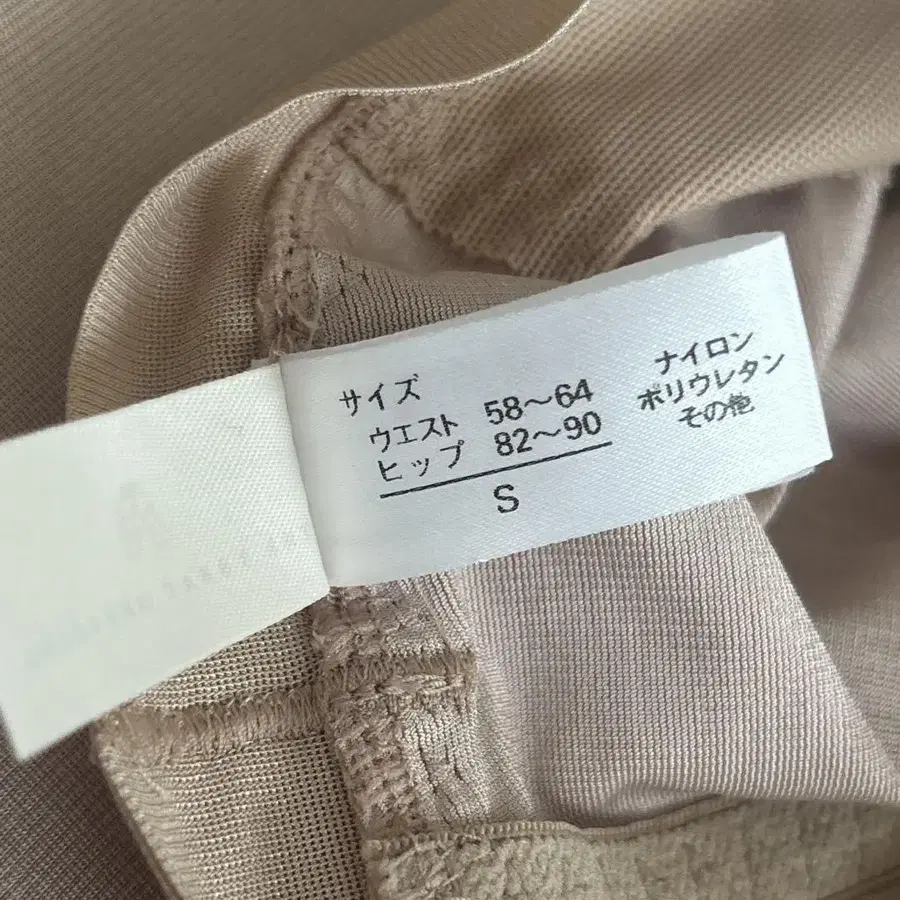 サイズ
ウエスト 58～64
ヒップ 82～90
S
ナイロン
ポリウレタン
その他